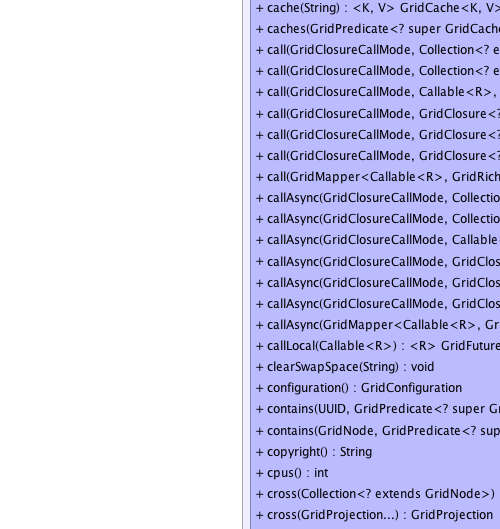 + cache(String) : <K, V> GridCache<K, V>
+ caches(GridPredicate<? super GridCach
+ call(GridClosureCallMode, Collection<? e
+ call(GridClosureCallMode, Collection<? e
+ call(GridClosureCallMode, Callable<R>,
+ call(GridClosureCallMode, GridClosure<?
+ call(GridClosureCallMode, GridClosure<?
+ call(GridClosureCallMode, GridClosure<?
+ call(GridMapper<Callable<R>, GridRich
+ callAsync(GridClosureCallMode, Collectio
+ callAsync(GridClosureCallMode, Collectio
+ callAsync(GridClosureCallMode, Callable
+ callAsync(GridClosureCallMode, GridClos
+ callAsync(GridClosureCallMode, GridClos
+ callAsync(GridClosureCallMode, GridClos
+ callAsync(GridMapper<Callable<R>, Gr
+ callLocal(Callable<R>) : <R> GridFuture
+ clearSwapSpace(String) : void
+ configuration() : GridConfiguration
+ contains(UUID, GridPredicate<? super Gr
+ contains(GridNode, GridPredicate<? sup
+ copyright() : String
+ cpus() : int
+ cross(Collection<? extends GridNode>)
+ cross(GridProjection...) : GridProjection